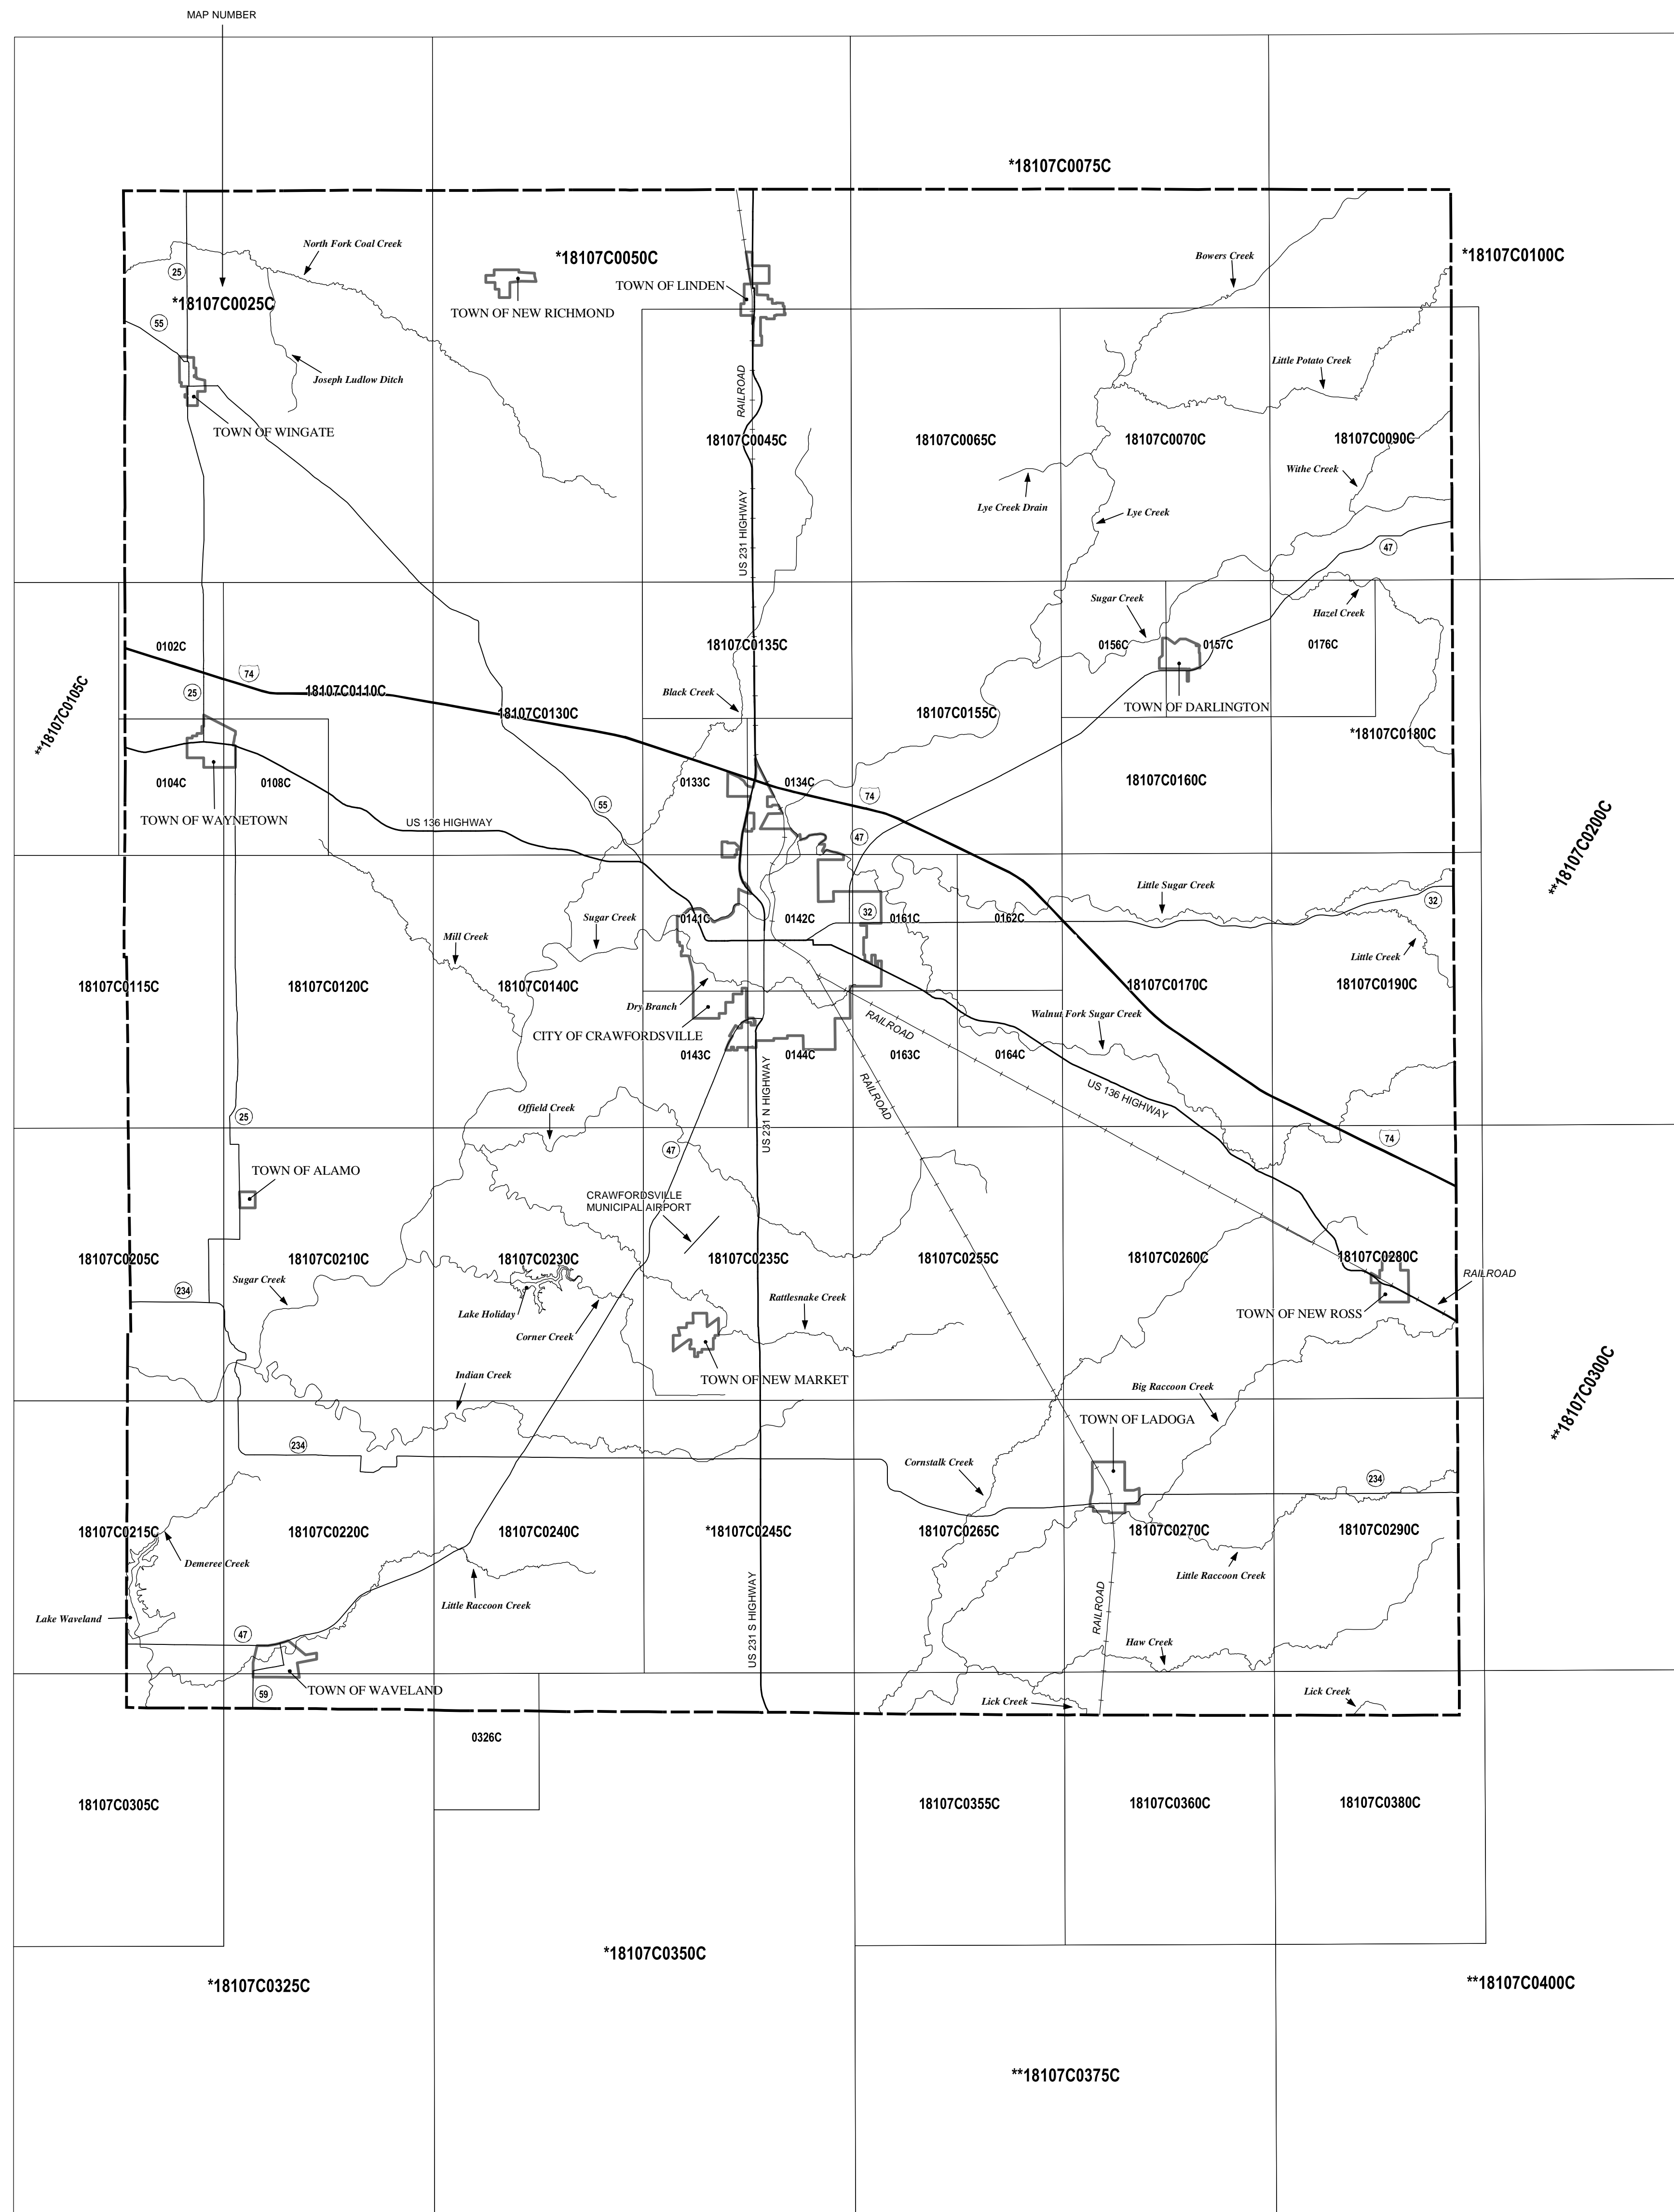 MAP NUMBER
*18107C0075C
North Fork Coal Creek
*18107C0050C
Bowers Creek
*18107C0100C
25
*18107C0025C
TOWN OF LINDEN
TOWN OF NEW RICHMOND
55
Joseph Ludlow Ditch
Little Potato Creek
RAILROAD
TOWN OF WINGATE
18107C0045C
18107C0065C
18107C0070C
18107C0090C
Withe Creek
Lye Creek Drain
Lye Creek
US 231 HIGHWAY
47
Sugar Creek
Hazel Creek
0102C
18107C0135C
0156C
0157C
0176C
74
**18107C0105C
25
18107C0110C
Black Creek
18107C0130C
18107C0155C
TOWN OF DARLINGTON
*18107C0180C
0104C
0108C
0133C
0134C
18107C0160C
74
55
TOWN OF WAYNETOWN
US 136 HIGHWAY
47
**18107C0200C
Little Sugar Creek
32
Sugar Creek
0141C
0142C
32
0161C
0162C
Mill Creek
Little Creek
18107C0115C
18107C0120C
18107C0140C
18107C0170C
18107C0190C
Dry Branch
Walnut Fork Sugar Creek
RAILROAD
CITY OF CRAWFORDSVILLE
0143C
0144C
0163C
0164C
RAILROAD
US 136 HIGHWAY
US 231 N HIGHWAY
Offield Creek
25
74
47
TOWN OF ALAMO
CRAWFORDSVILLE
MUNICIPAL AIRPORT
18107C0205C
18107C0210C
18107C0230C
18107C0235C
18107C0255C
18107C0260C
18107C0280C
RAILROAD
Sugar Creek
234
Rattlesnake Creek
Lake Holiday
TOWN OF NEW ROSS
Corner Creek
**18107C0300C
Indian Creek
TOWN OF NEW MARKET
Big Raccoon Creek
TOWN OF LADOGA
234
Cornstalk Creek
234
18107C0215C
18107C0220C
18107C0240C
*18107C0245C
18107C0265C
18107C0270C
18107C0290C
Demeree Creek
Little Raccoon Creek
Little Raccoon Creek
US 231 S HIGHWAY
RAILROAD
Lake Waveland
47
Haw Creek
TOWN OF WAVELAND
59
Lick Creek
Lick Creek
0326C
18107C0305C
18107C0355C
18107C0360C
18107C0380C
*18107C0350C
*18107C0325C
**18107C0400C
**18107C0375C